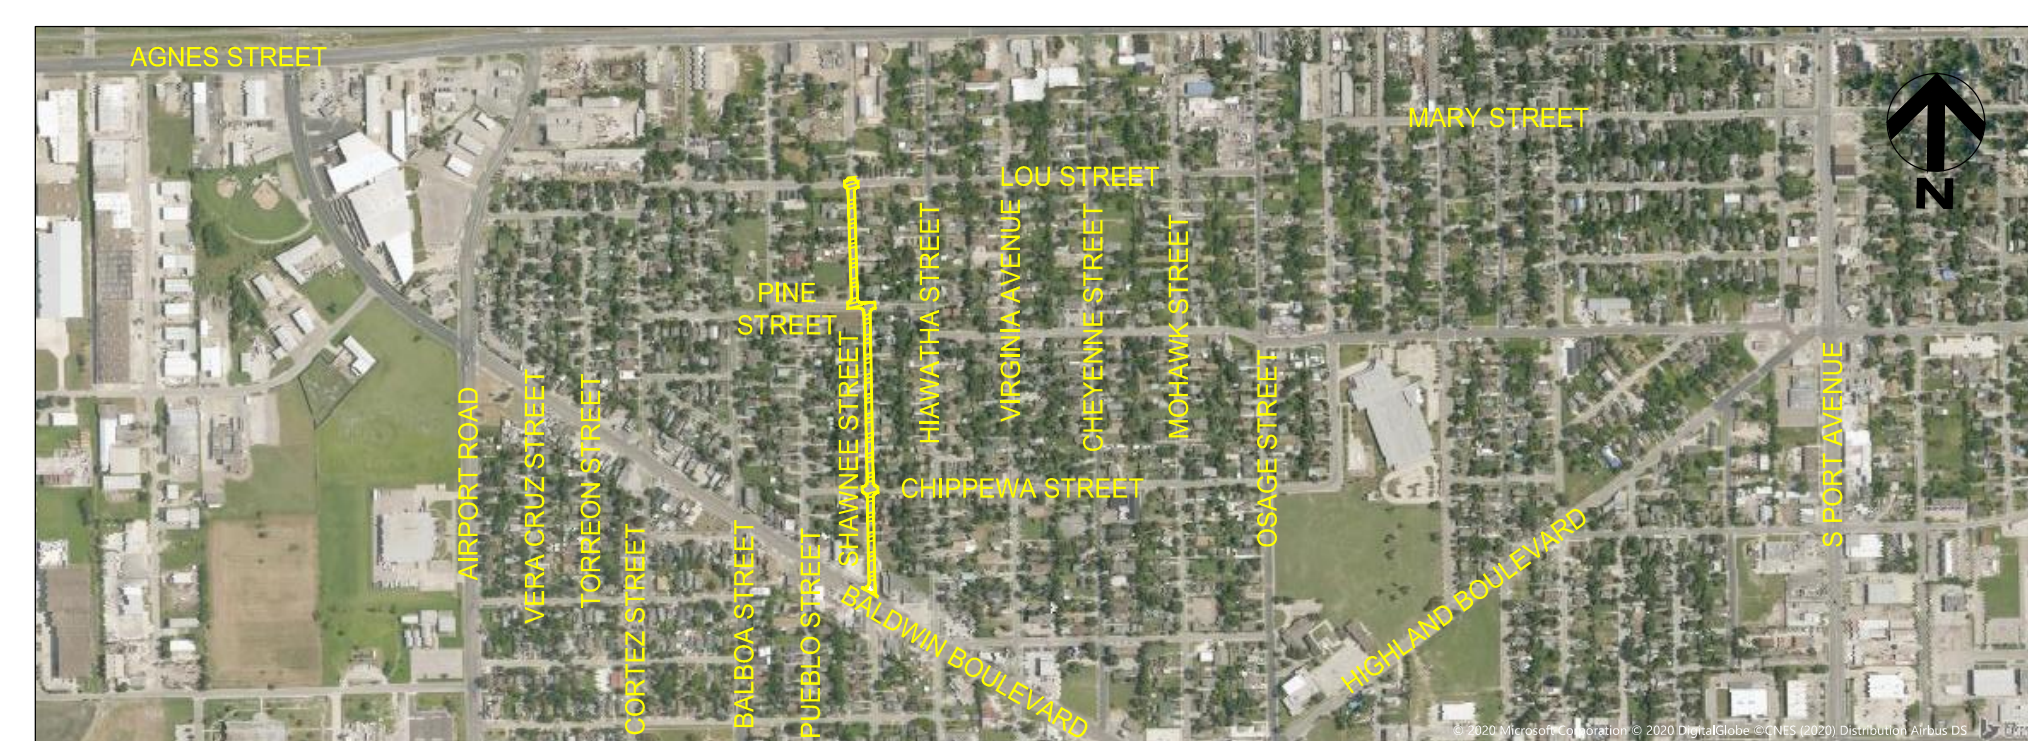 AGNES STREET
MARY STREET
N
LOU STREET
PINE
STREET
SHAWNEE STREET
HIAWATHA STREET
VIRGINIA AVENUE
CHEYENNE STREET
MOHAWK STREET
OSAGE STREET
S PORT AVENUE
AIRPORT ROAD
VERA CRUZ STREET
TORREON STREET
CORTEZ STREET
BALBOA STREET
PUEBLO STREET
CHIPPEWA STREET
BALDWIN BOULEVARD
HIGHLAND BOULEVARD
© 2020 Microsoft Corporation © 2020 DigitalGlobe ©CNES (2020) Distribution Airbus DS